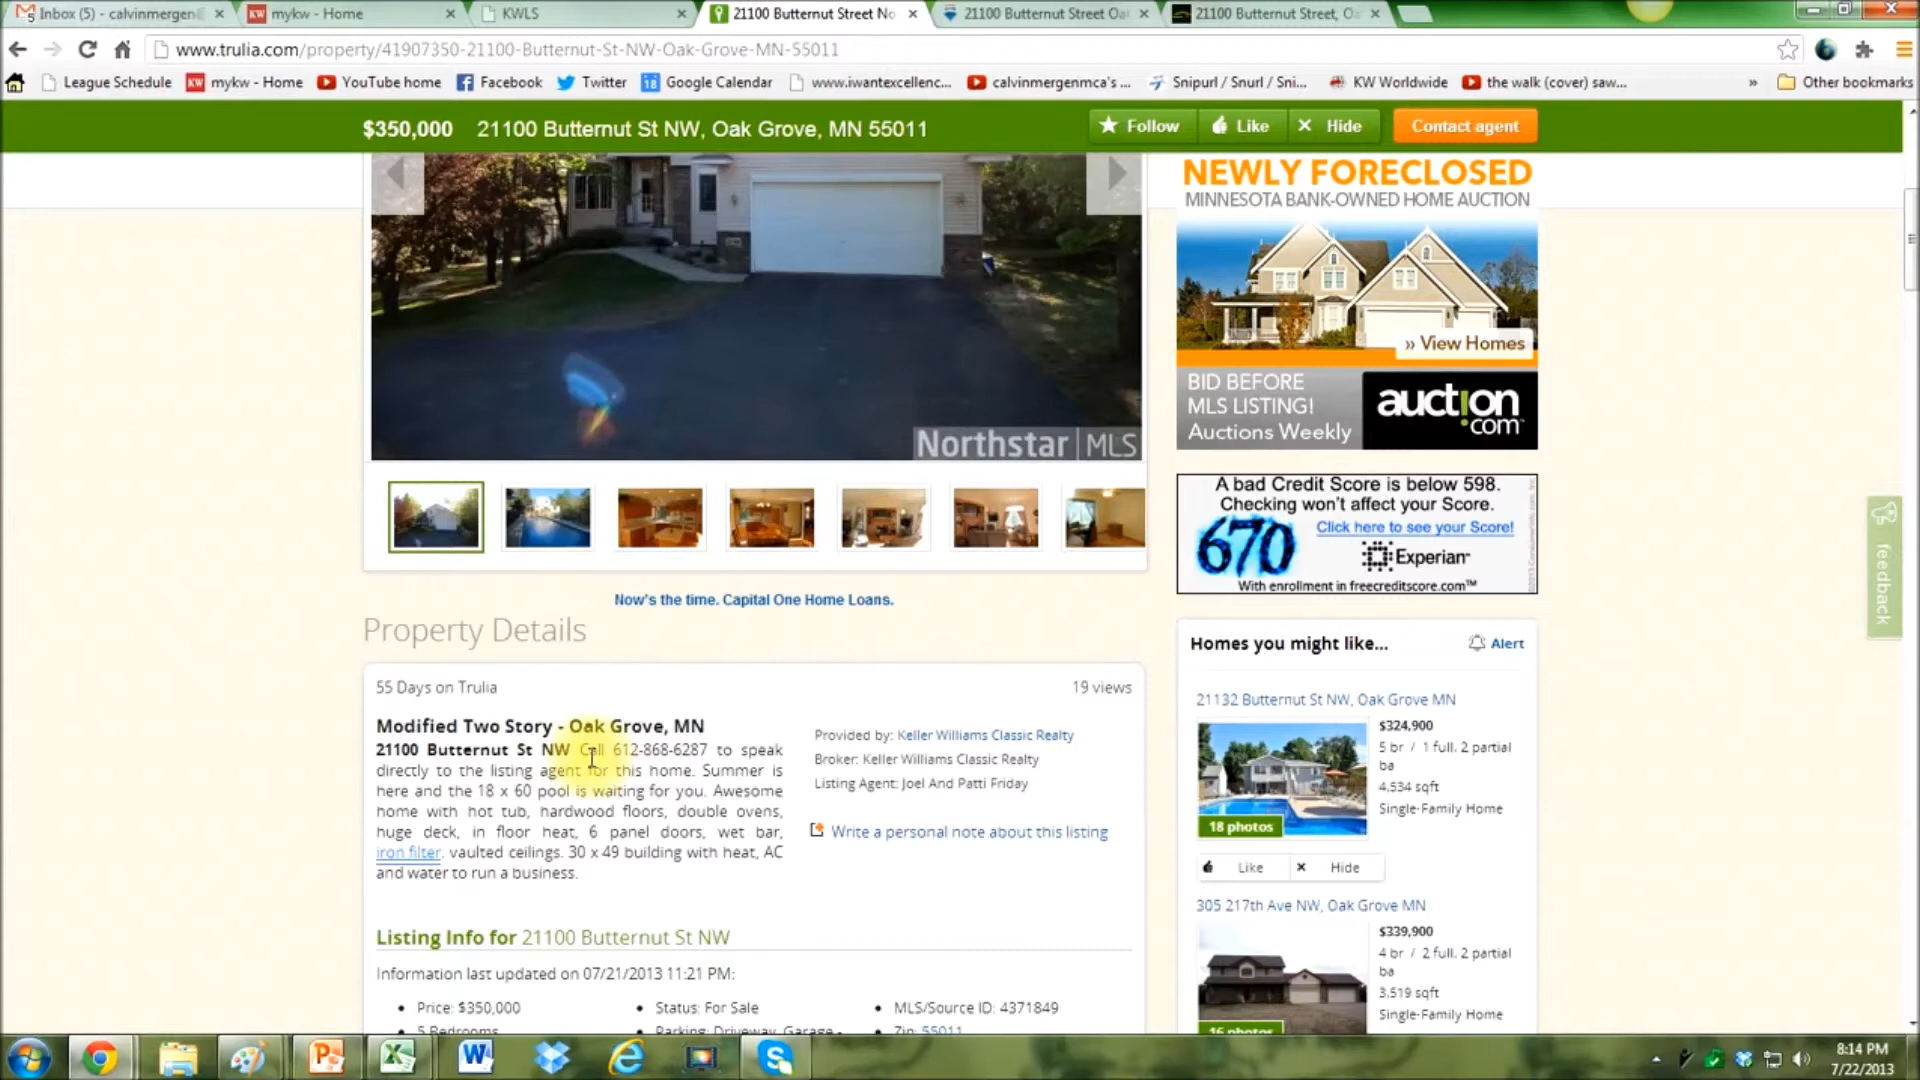 Inbox (5) - calvinmergen@
mykw - Home
KWLS
21100 Butternut Street No
21100 Butternut Street Oa
21100 Butternut Street, O
www.trulia.com/property/41907350-21100-Butternut-St-NW-Oak-Grove-MN-55011
League Schedule
mykw - Home
YouTube home
Facebook
Twitter
18 Google Calendar
www.iwantexcellenc...
calvinmergenmca's ...
Snipurl / Snurl / Sni...
KW Worldwide
the walk (cover) saw...
» Other bookmarks
$350,000 21100 Butternut St NW, Oak Grove, MN 55011
Follow
Like
Hide
Contact agent
NEWLY FORECLOSED
MINNESOTA BANK-OWNED HOME AUCTION
» View Homes
BID BEFORE
MLS LISTING!
Auctions Weekly
auction
.com
Northstar | MLS
A bad Credit Score is below 598.
Checking won't affect your Score.
670 Click here to see your Score!
Experian
With enrollment in freecreditscore.com™
feedback
Now's the time. Capital One Home Loans.
Property Details
55 Days on Trulia
19 views
Modified Two Story - Oak Grove, MN
21100 Butternut St NW Call 612-868-6287 to speak
directly to the listing agent for this home. Summer is
here and the 18 x 60 pool is waiting for you. Awesome
home with hot tub, hardwood floors, double ovens,
huge deck, in floor heat, 6 panel doors, wet bar,
iron filter. vaulted ceilings. 30 x 49 building with heat, AC
and water to run a business.
Provided by: Keller Williams Classic Realty
Broker: Keller Williams Classic Realty
Listing Agent: Joel And Patti Friday
Write a personal note about this listing
Listing Info for 21100 Butternut St NW
Information last updated on 07/21/2013 11:21 PM:
• Price: $350,000
• Status: For Sale
• MLS/Source ID: 4371849
• 5 Bedrooms
• Parking: Driveway, Garage -
• Zip: 55011
Homes you might like...
Alert
21132 Butternut St NW, Oak Grove MN
$324,900
5 br / 1 full, 2 partial
ba
4,534 sqft
Single-Family Home
18 photos
Like
Hide
305 217th Ave NW, Oak Grove MN
$339,900
4 br / 2 full, 2 partial
ba
3,519 sqft
Single-Family Home
16 photos
8:14 PM
7/22/2013